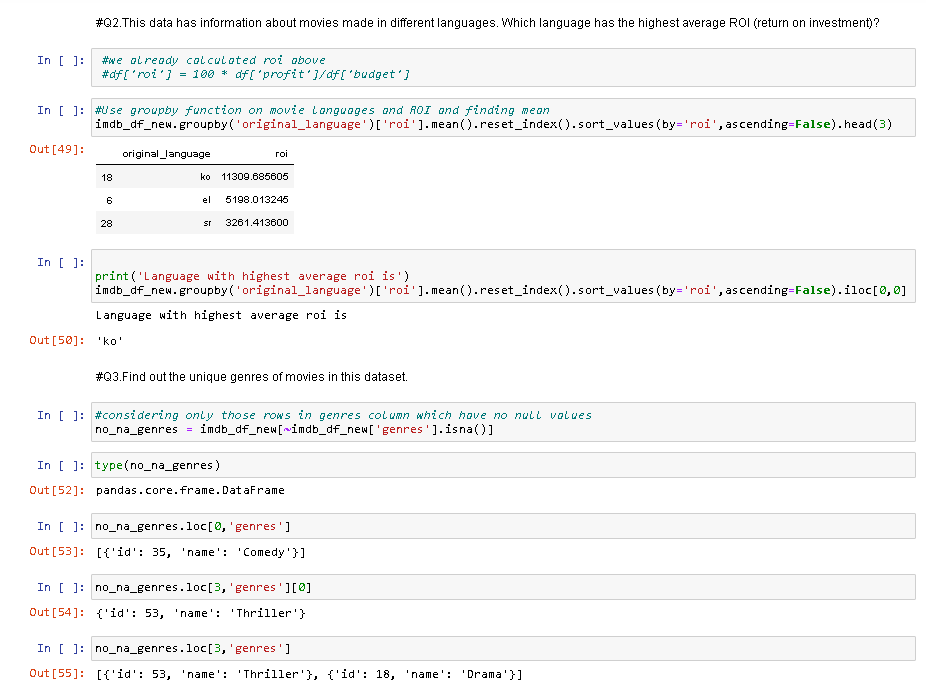 #Q2.This data has information about movies made in different languages. Which language has the highest average ROI (return on investment)?
In [ ]: #we already calculated roi above
#df['roi'] = 100 * df['profit']/df['budget']
In [ ]: #Use groupby function on movie languages and ROI and finding mean
imdb_df_new.groupby('original_language')['roi'].mean().reset_index().sort_values(by='roi',ascending=False).head(3)
Out[49]:
original_language roi
18 ko 11309.685605
6 el 5198.013245
28 sr 3261.413600
In [ ]:
print('Language with highest average roi is')
imdb_df_new.groupby('original_language')['roi'].mean().reset_index().sort_values(by='roi',ascending=False).iloc[0,0]
Language with highest average roi is
Out[50]: 'ko'
#Q3.Find out the unique genres of movies in this dataset.
In [ ]: #considering only those rows in genres column which have no null values
no_na_genres = imdb_df_new[~imdb_df_new['genres'].isna()]
In [ ]: type(no_na_genres)
Out[52]: pandas.core.frame.DataFrame
In [ ]: no_na_genres.loc[0,'genres']
Out[53]: [{'id': 35, 'name': 'Comedy'}]
In [ ]: no_na_genres.loc[3,'genres'][0]
Out[54]: {'id': 53, 'name': 'Thriller'}
In [ ]: no_na_genres.loc[3,'genres']
Out[55]: [{'id': 53, 'name': 'Thriller'}, {'id': 18, 'name': 'Drama'}]